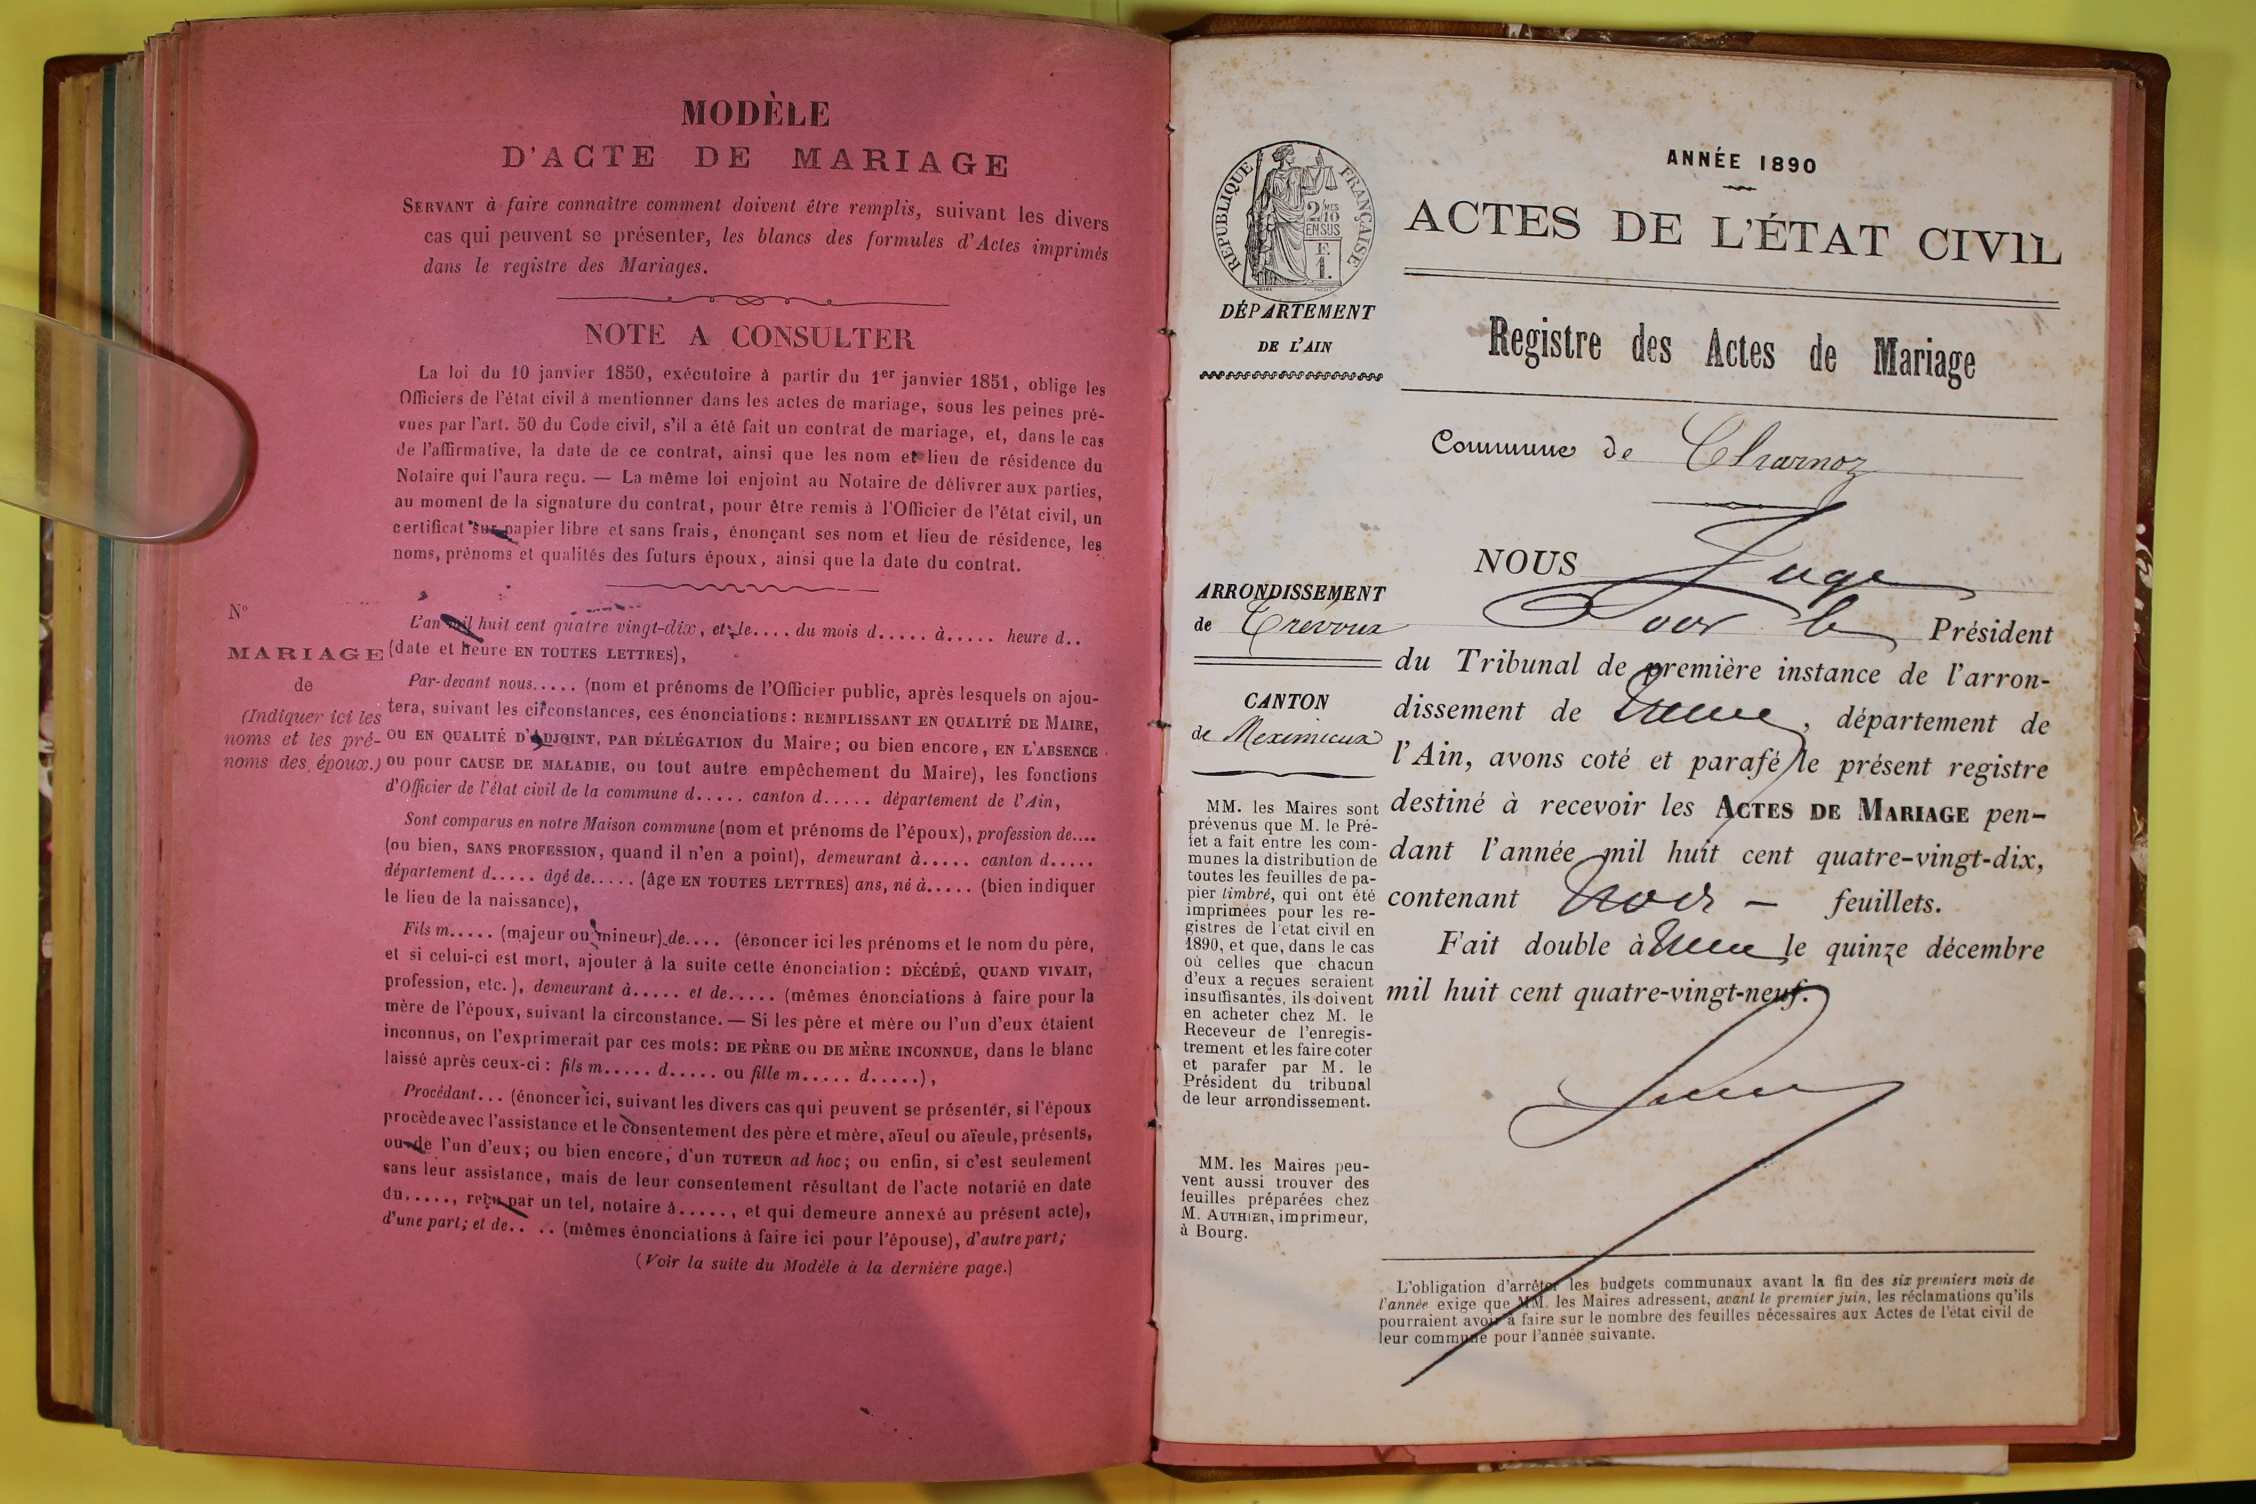 MODÈLE
D'ACTE DE MARIAGE
SERVANT à faire connaître comment doivent être remplis, suivant les divers
cas qui peuvent se présenter, les blancs des formules d'Actes imprimés
dans le registre des Mariages.
NOTE A CONSULTER
La loi du 10 janvier 1850, exécutoire à partir du 1er janvier 1851, oblige les
Officiers de l'état civil à mentionner dans les actes de mariage, sous les peines pré-
vues par l'art. 50 du Code civil, s'il a été fait un contrat de mariage, et, dans le cas
de l'affirmative, la date de ce contrat, ainsi que les nom et lieu de résidence du
Notaire qui l'aura reçu. — La même loi enjoint au Notaire de délivrer aux parties,
au moment de la signature du contrat, pour être remis à l'Officier de l'état civil, un
certificat sur papier libre et sans frais, énonçant ses nom et lieu de résidence, les
noms, prénoms et qualités des futurs époux, ainsi que la date du contrat.
N°
MARIAGE
de
(Indiquer ici les
noms et les pré-
noms des époux.)
L'an mil huit cent quatre vingt-dix, et le.... du mois d..... à..... heure d..
(date et heure EN TOUTES LETTRES),
Par-devant nous..... (nom et prénoms de l'Officier public, après lesquels on ajou-
tera, suivant les circonstances, ces énonciations : REMPLISSANT EN QUALITÉ DE MAIRE,
OU EN QUALITÉ D'ADJOINT, PAR DÉLÉGATION du Maire; ou bien encore, EN L'ABSENCE
ou pour CAUSE DE MALADIE, ou tout autre empêchement du Maire), les fonctions
d'Officier de l'état civil de la commune d..... canton d..... département de l'Ain,
Sont comparus en notre Maison commune (nom et prénoms de l'époux), profession de....
(ou bien, SANS PROFESSION, quand il n'en a point), demeurant à..... canton d.....
département d..... âgé de..... (âge EN TOUTES LETTRES) ans, né à..... (bien indiquer
le lieu de la naissance),
Fils m..... (majeur ou mineur) de.... (énoncer ici les prénoms et le nom du père,
et si celui-ci est mort, ajouter à la suite cette énonciation : DÉCÉDÉ, QUAND VIVAIT,
profession, etc.), demeurant à..... et de..... (mêmes énonciations à faire pour la
mère de l'époux, suivant la circonstance. — Si les père et mère ou l'un d'eux étaient
inconnus, on l'exprimerait par ces mots : DE PÈRE OU DE MÈRE INCONNUE, dans le blanc
laissé après ceux-ci : fils m..... d..... ou fille m..... d.....),
Procédant... (énoncer ici, suivant les divers cas qui peuvent se présenter, si l'époux
procède avec l'assistance et le consentement des père et mère, aïeul ou aïeule, présents,
ou de l'un d'eux; ou bien encore, d'un TUTEUR ad hoc; ou enfin, si c'est seulement
sans leur assistance, mais de leur consentement résultant de l'acte notarié en date
du....., reçu par un tel, notaire à....., et qui demeure annexé au présent acte),
d'une part; et de.. .. (mêmes énonciations à faire ici pour l'épouse), d'autre part;
(Voir la suite du Modèle à la dernière page.)
RÉPUBLIQUE FRANÇAISE
2/10MES
EN SUS
F.
1.
DÉPARTEMENT
DE L'AIN
ARRONDISSEMENT
de Trévoux
CANTON
de Meximieux
MM. les Maires sont
prévenus que M. le Pré-
fet a fait entre les com-
munes la distribution de
toutes les feuilles de pa-
pier timbré, qui ont été
imprimées pour les re-
gistres de l'état civil en
1890, et que, dans le cas
où celles que chacun
d'eux a reçues seraient
insuffisantes, ils doivent
en acheter chez M. le
Receveur de l'enregis-
trement et les faire coter
et parafer par M. le
Président du tribunal
de leur arrondissement.
MM. les Maires peu-
vent aussi trouver des
feuilles préparées chez
M. AUTHIER, imprimeur,
à Bourg.
ANNÉE 1890
ACTES DE L'ÉTAT CIVIL
Registre des Actes de Mariage
Commune de Charnoz
NOUS Juge
Pour le Président
du Tribunal de première instance de l'arron-
dissement de Trévoux, département de
l'Ain, avons coté et parafé le présent registre
destiné à recevoir les ACTES DE MARIAGE pen-
dant l'année mil huit cent quatre-vingt-dix,
contenant trois — feuillets.
Fait double à Trévoux le quinze décembre
mil huit cent quatre-vingt-neuf.
L'obligation d'arrêter les budgets communaux avant la fin des six premiers mois de
l'année exige que MM. les Maires adressent, avant le premier juin, les réclamations qu'ils
pourraient avoir à faire sur le nombre des feuilles nécessaires aux Actes de l'état civil de
leur commune pour l'année suivante.